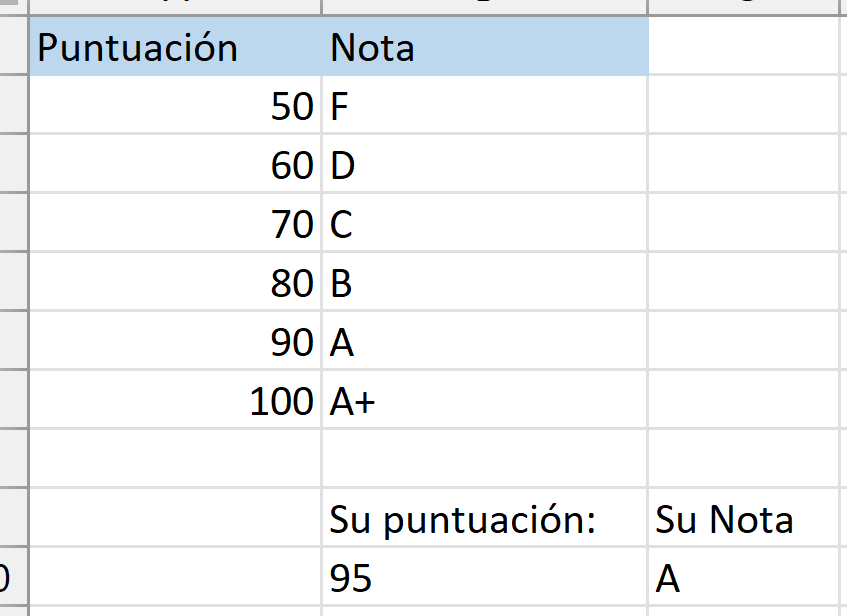 Puntuación Nota
50 F
60 D
70 C
80 B
90 A
100 A+
Su puntuación: Su Nota
95 A